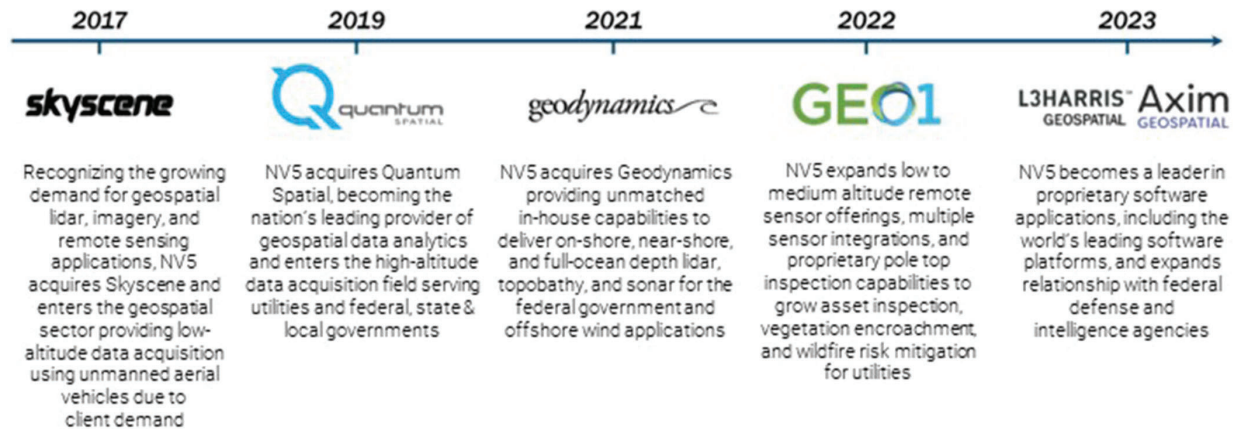 2017
2019
2021
2022
2023
skyscene
Quantum
SPATIAL
geodynamics
GEO1
L3HARRIS™
GEOSPATIAL
Axim
GEOSPATIAL
Recognizing the growing
demand for geospatial
lidar, imagery, and
remote sensing
applications, NV5
acquires Skyscene and
enters the geospatial
sector providing low-
altitude data acquisition
using unmanned aerial
vehicles due to
client demand
NV5 acquires Quantum
Spatial, becoming the
nation's leading provider of
geospatial data analytics
and enters the high-altitude
data acquisition field serving
utilities and federal, state &
local governments
NV5 acquires Geodynamics
providing unmatched
in-house capabilities to
deliver on-shore, near-shore,
and full-ocean depth lidar,
topobathy, and sonar for the
federal government and
offshore wind applications
NV5 expands low to
medium altitude remote
sensor offerings, multiple
sensor integrations, and
proprietary pole top
inspection capabilities to
grow asset inspection,
vegetation encroachment,
and wildfire risk mitigation
for utilities
NV5 becomes a leader in
proprietary software
applications, including the
world's leading software
platforms, and expands
relationship with federal
defense and
intelligence agencies